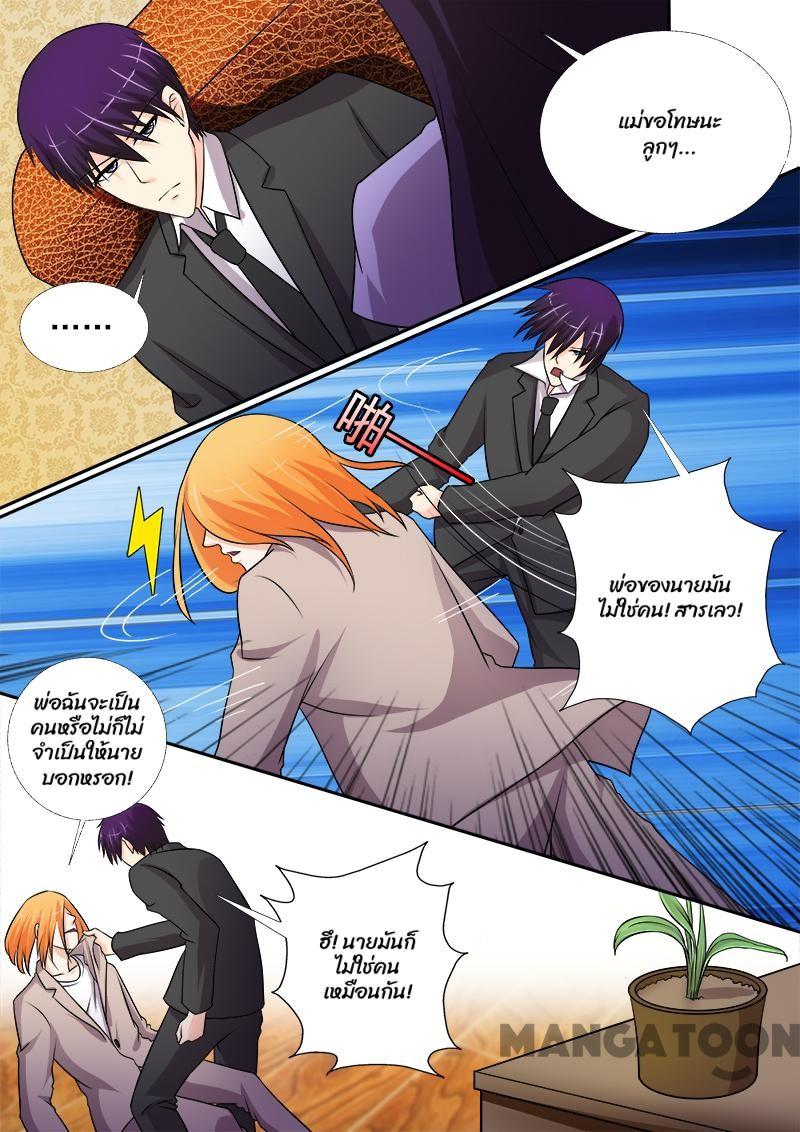 แม่ขอโทษนะ
ลูกๆ...
......
啪
พ่อของนายมัน
ไม่ใช่คน! สารเลว!
พ่อฉันจะเป็น
คนหรือไม่ก็ไม่
จำเป็นให้นาย
บอกหรอก!
ฮึ! นายมันก็
ไม่ใช่คน
เหมือนกัน!
MANGATOON